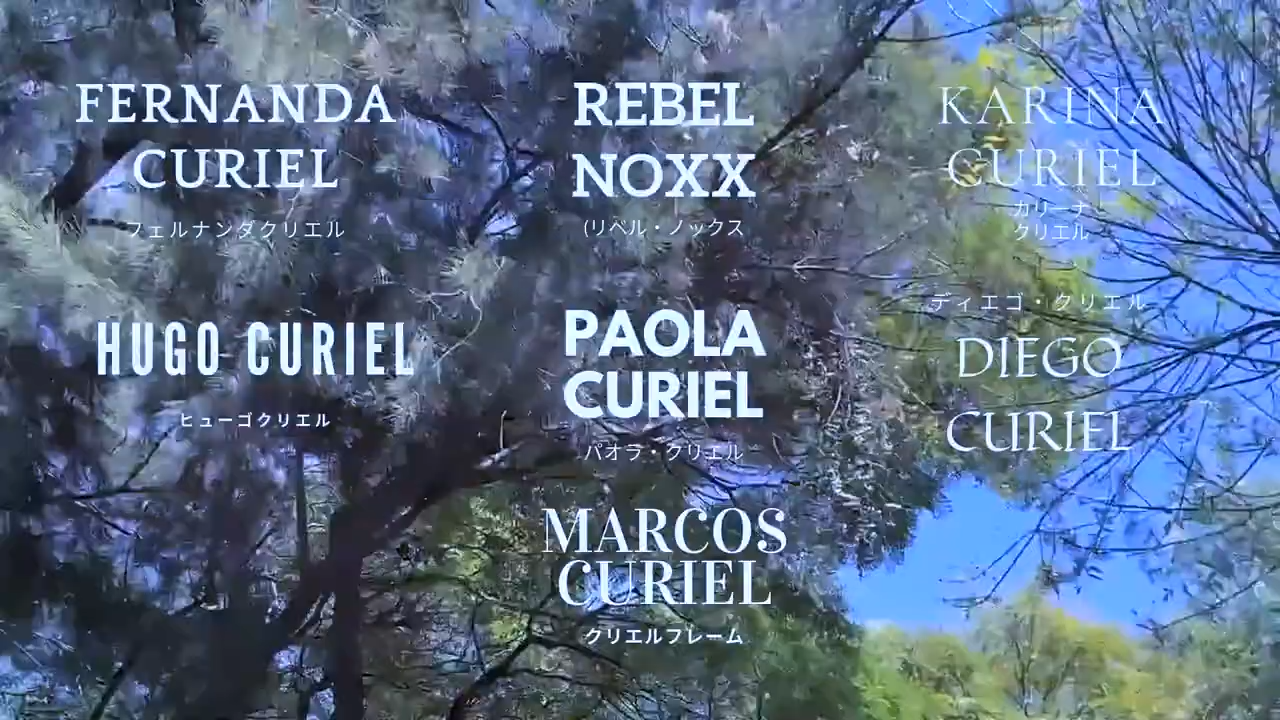 FERNANDA
CURIEL
フェルナンダクリエル
REBEL
NOXX
(リベル・ノックス
KARINA
CURIEL
カリーナ
クリエル
HUGO CURIEL
ヒューゴクリエル
PAOLA
CURIEL
パオラ・クリエル
ディエゴ・クリエル
DIEGO
CURIEL
MARCOS
CURIEL
クリエルフレーム